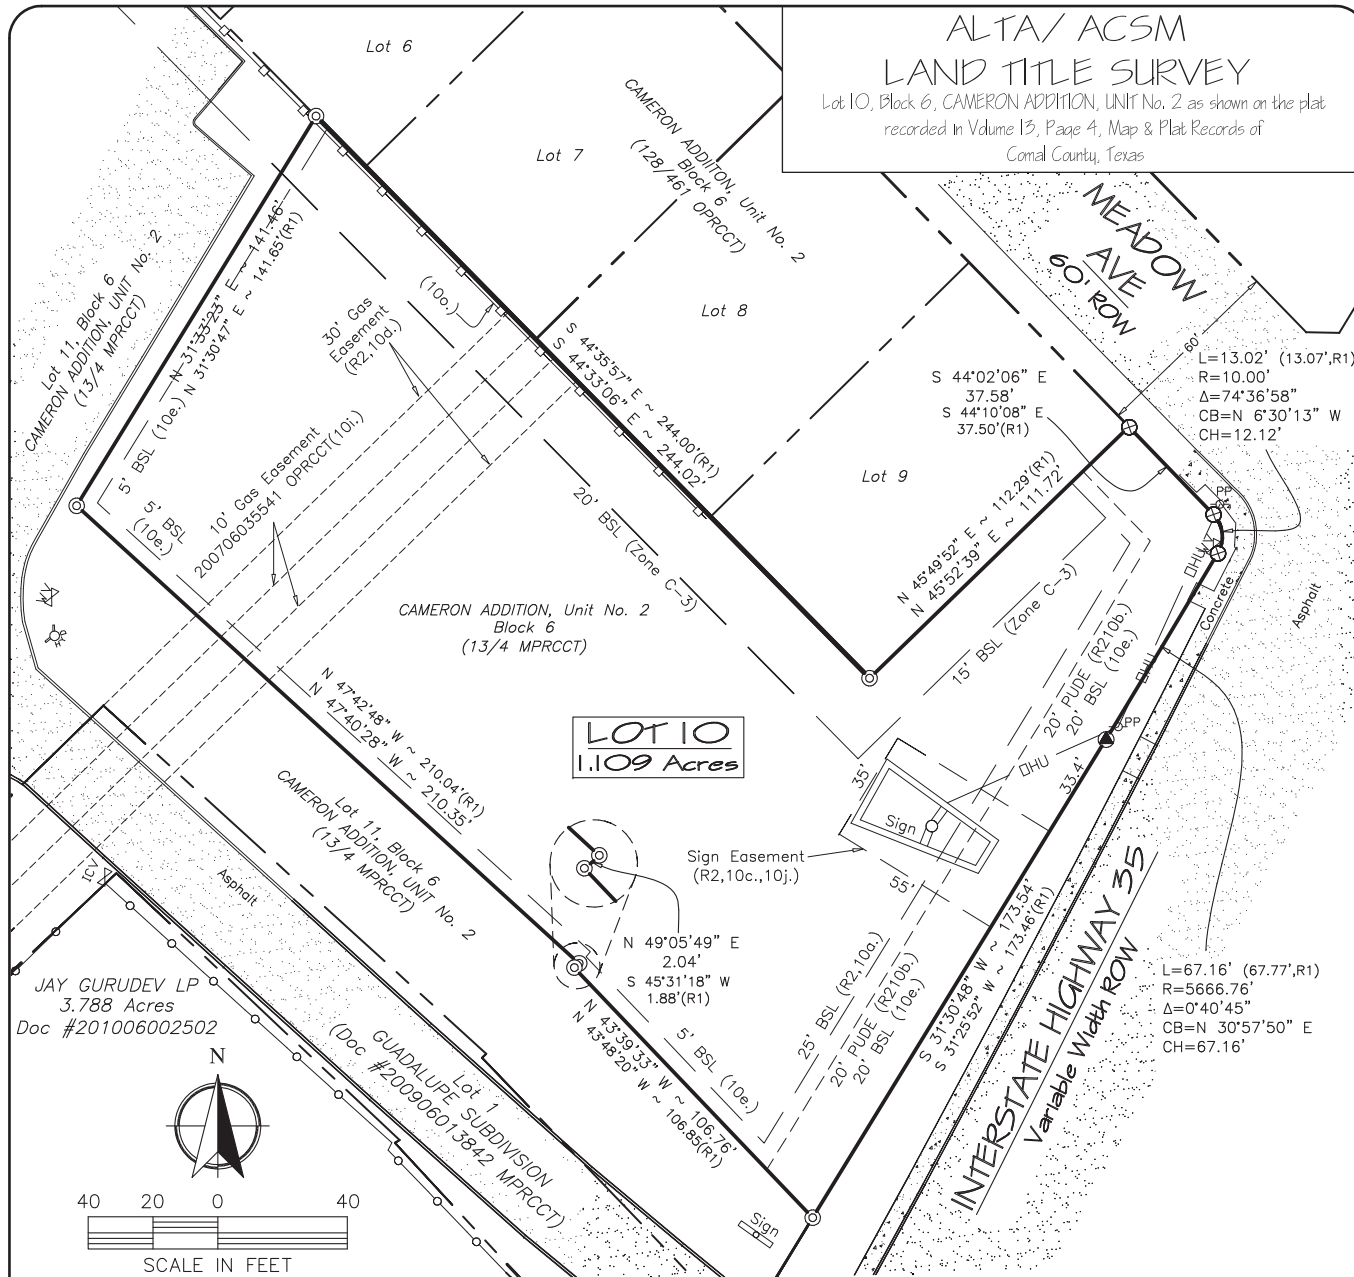 ALTA/ ACSM
LAND TITLE SURVEY
Lot 10, Block 6, CAMERON ADDITION, UNIT No. 2 as shown on the plat
recorded in Volume 13, Page 4, Map & Plat Records of
Comal County, Texas
Lot 6
Lot 7
CAMERON ADDIITON, Unit No. 2
Block 6
(128/461 OPRCCT)
Lot 8
Lot 9
MEADOW
AVE
60' ROW
60'
L=13.02' (13.07',R1)
R=10.00'
Δ=74°36'58"
CB=N 6°30'13" W
CH=12.12'
S 44°02'06" E
37.58'
S 44°10'08" E
37.50'(R1)
Lot 11, Block 6
CAMERON ADDITION, UNIT No. 2
(13/4 MPRCCT)
N 31°33'23" E ~ 141.46'
N 31°30'47" E ~ 141.65'(R1)
5' BSL (10e.)
5' BSL
(10e.)
30' Gas
Easement
(R2,10d.)
(10o.)
10' Gas Easement
200706035541 OPRCCT(10i.)
S 44°35'57" E ~ 244.00'(R1)
S 44°33'06" E ~ 244.02'
20' BSL (Zone C-3)
N 45°49'52" E ~ 112.29'(R1)
N 45°52'39" E ~ 111.72'
15' BSL (Zone C-3)
20' PUDE (R210b.)
20' BSL (10e.)
PP
OHU
OHU
Concrete
Asphalt
PP
OHU
CAMERON ADDITION, Unit No. 2
Block 6
(13/4 MPRCCT)
LOT 10
1.109 Acres
N 47°42'48" W ~ 210.04'(R1)
N 47°40'28" W ~ 210.35'
Lot 11, Block 6
CAMERON ADDITION, UNIT No. 2
(13/4 MPRCCT)
35'
Sign
33.4'
55'
Sign Easement
(R2,10c.,10j.)
N 49°05'49" E
2.04'
S 45°31'18" W
1.88'(R1)
25' BSL (R2,10a.)
20' PUDE (R210b.)
20' BSL (10e.)
S 31°30'48" W ~ 173.54'
S 31°25'52" W ~ 173.46'(R1)
INTERSTATE HIGHWAY 35
Variable Width ROW
L=67.16' (67.77',R1)
R=5666.76'
Δ=0°40'45"
CB=N 30°57'50" E
CH=67.16'
N 43°39'33" W ~ 106.76'
N 43°48'20" W ~ 106.85(R1)
5' BSL (10e.)
Asphalt
JAY GURUDEV LP
3.788 Acres
Doc #201006002502
Lot 1
GUADALUPE SUBDIVISION
(Doc #200906013842 MPRCCT)
Sign
N
40 20 0 40
SCALE IN FEET